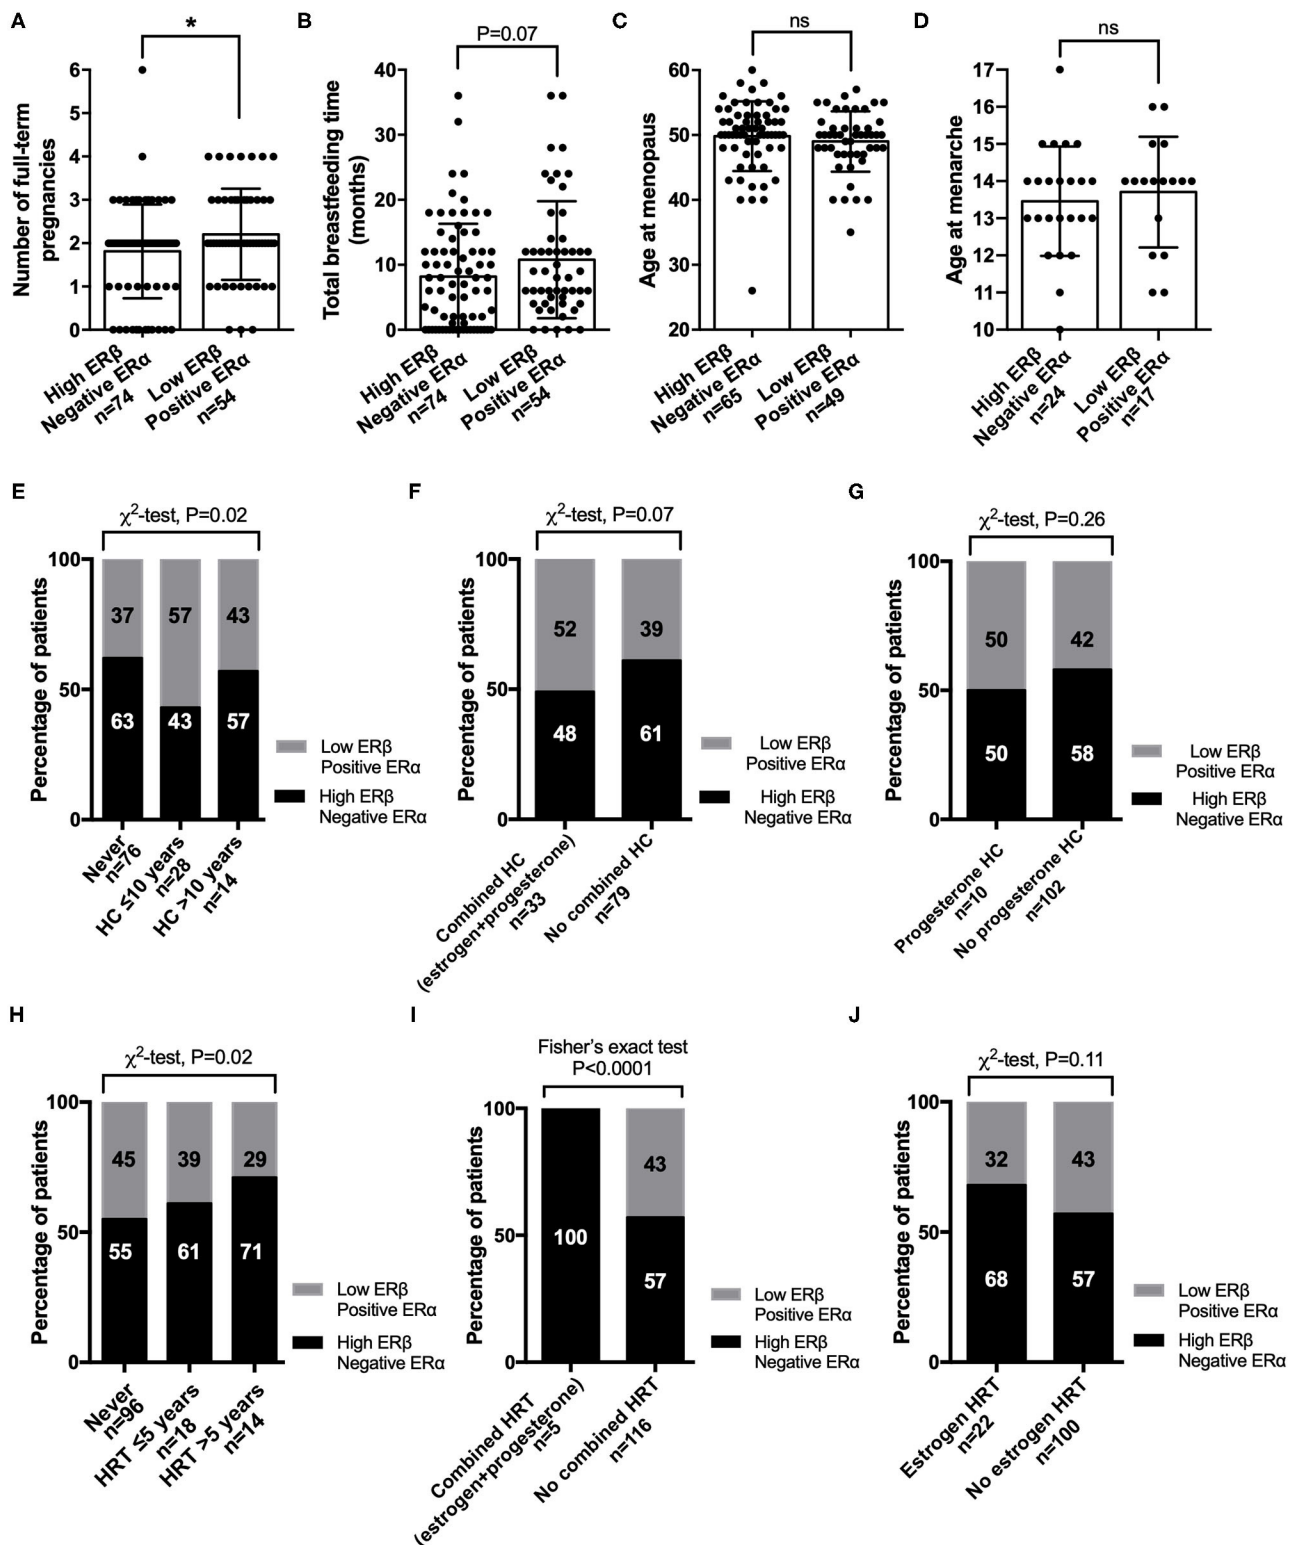 A
*
Number of full-term
pregnancies
6
5
4
3
2
1
0
High ERβ
Negative ERα
n=74
Low ERβ
Positive ERα
n=54
B
P=0.07
Total breastfeeding time
(months)
40
30
20
10
0
High ERβ
Negative ERα
n=74
Low ERβ
Positive ERα
n=54
C
ns
Age at menopaus
60
50
40
30
20
High ERβ
Negative ERα
n=65
Low ERβ
Positive ERα
n=49
D
ns
Age at menarche
17
16
15
14
13
12
11
10
High ERβ
Negative ERα
n=24
Low ERβ
Positive ERα
n=17
E
χ²-test, P=0.02
Percentage of patients
100
50
0
37
57
43
63
43
57
Low ERβ
Positive ERα
High ERβ
Negative ERα
Never
n=76
HC ≤10 years
n=28
HC >10 years
n=14
F
χ²-test, P=0.07
Percentage of patients
100
50
0
52
39
48
61
Low ERβ
Positive ERα
High ERβ
Negative ERα
Combined HC
(estrogen+progesterone)
n=33
No combined HC
n=79
G
χ²-test, P=0.26
Percentage of patients
100
50
0
50
42
50
58
Low ERβ
Positive ERα
High ERβ
Negative ERα
Progesterone HC
n=10
No progesterone HC
n=102
H
χ²-test, P=0.02
Percentage of patients
100
50
0
45
39
29
55
61
71
Low ERβ
Positive ERα
High ERβ
Negative ERα
Never
n=96
HRT ≤5 years
n=18
HRT >5 years
n=14
I
Fisher's exact test
P<0.0001
Percentage of patients
100
50
0
43
100
57
Low ERβ
Positive ERα
High ERβ
Negative ERα
Combined HRT
(estrogen+progesterone)
n=5
No combined HRT
n=116
J
χ²-test, P=0.11
Percentage of patients
100
50
0
32
43
68
57
Low ERβ
Positive ERα
High ERβ
Negative ERα
Estrogen HRT
n=22
No estrogen HRT
n=100